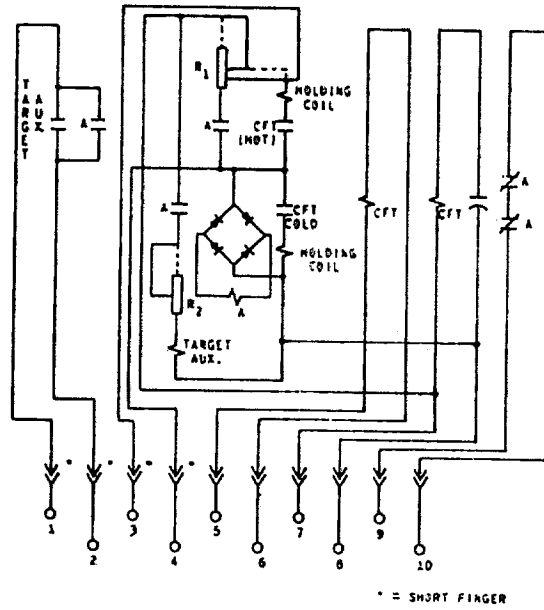 TARGET
AUX.
A
R1
HOLDING
COIL
A
CFT
(HOT)
A
CFT
COLD
HOLDING
COIL
A
R2
TARGET
AUX.
CFT
CFT
A
A
* * * *
1 2 3 4 5 6 7 8 9 10
* = SHORT FINGER